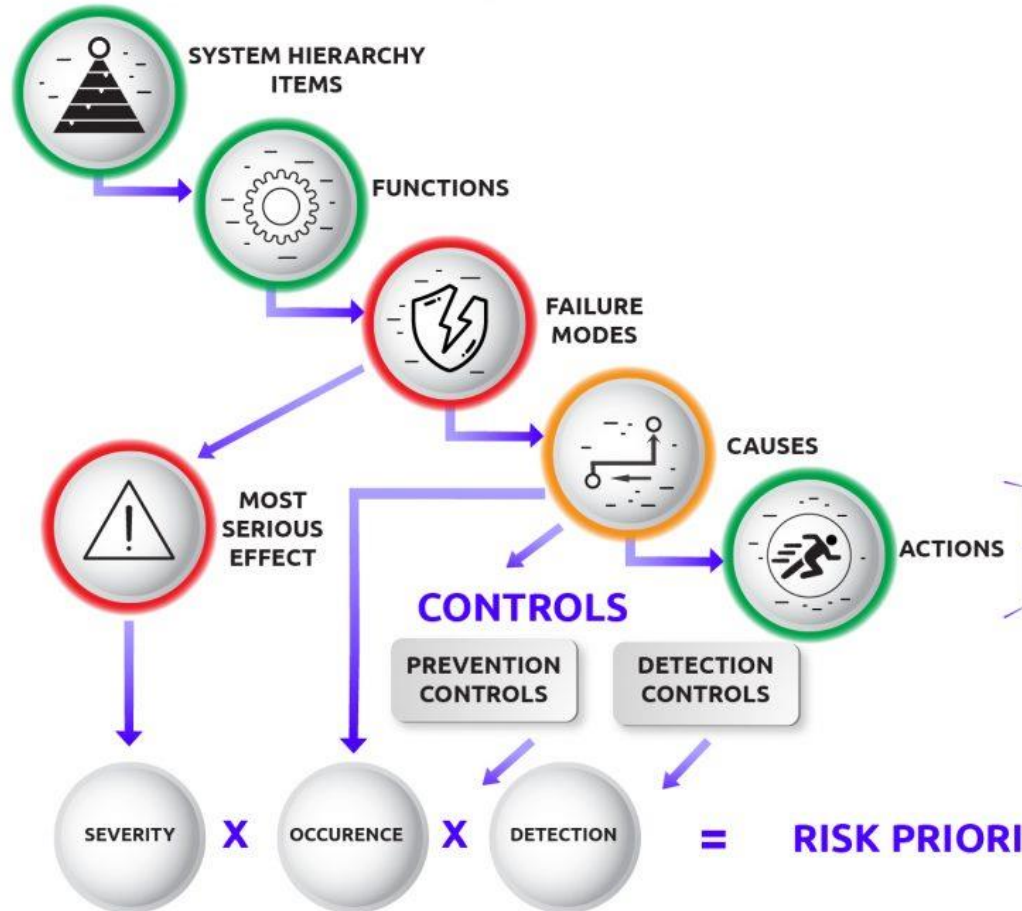 SYSTEM HIERARCHY
ITEMS
FUNCTIONS
FAILURE
MODES
CAUSES
MOST
SERIOUS
EFFECT
ACTIONS
CONTROLS
PREVENTION
CONTROLS
DETECTION
CONTROLS
SEVERITY X OCCURENCE X DETECTION = RISK PRIORI